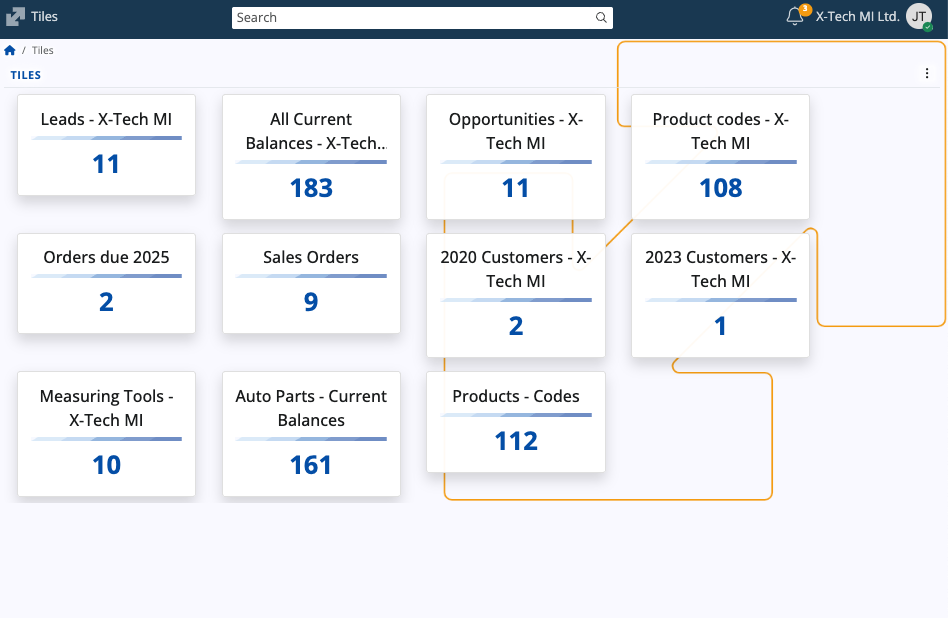 Tiles
Search
3
X-Tech MI Ltd.
JT
/ Tiles
TILES
Leads - X-Tech MI
11
All Current
Balances - X-Tech...
183
Opportunities - X-
Tech MI
11
Product codes - X-
Tech MI
108
Orders due 2025
2
Sales Orders
9
2020 Customers - X-
Tech MI
2
2023 Customers - X-
Tech MI
1
Measuring Tools -
X-Tech MI
10
Auto Parts - Current
Balances
161
Products - Codes
112